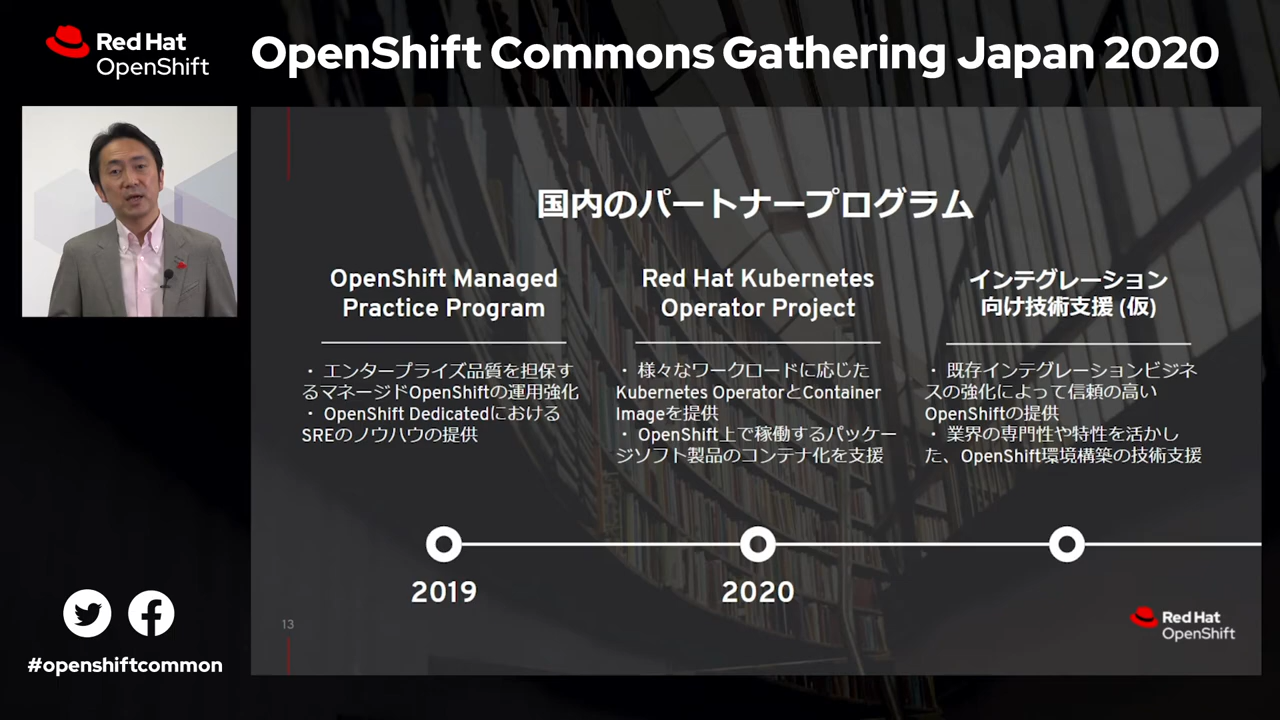 Red Hat
OpenShift
OpenShift Commons Gathering Japan 2020
国内のパートナープログラム
OpenShift Managed
Practice Program
・ エンタープライズ品質を担保す
るマネージドOpenShiftの運用強化
・ OpenShift Dedicatedにおける
SREのノウハウの提供
2019
Red Hat Kubernetes
Operator Project
・ 様々なワークロードに応じた
Kubernetes OperatorとContainer
Imageを提供
・ OpenShift上で稼働するパッケー
ジソフト製品のコンテナ化を支援
2020
インテグレーション
向け技術支援 (仮)
・ 既存インテグレーションビジネ
スの強化によって信頼の高い
OpenShiftの提供
・ 業界の専門性や特性を活かし
た、OpenShift環境構築の技術支援
13
Red Hat
OpenShift
#openshiftcommon